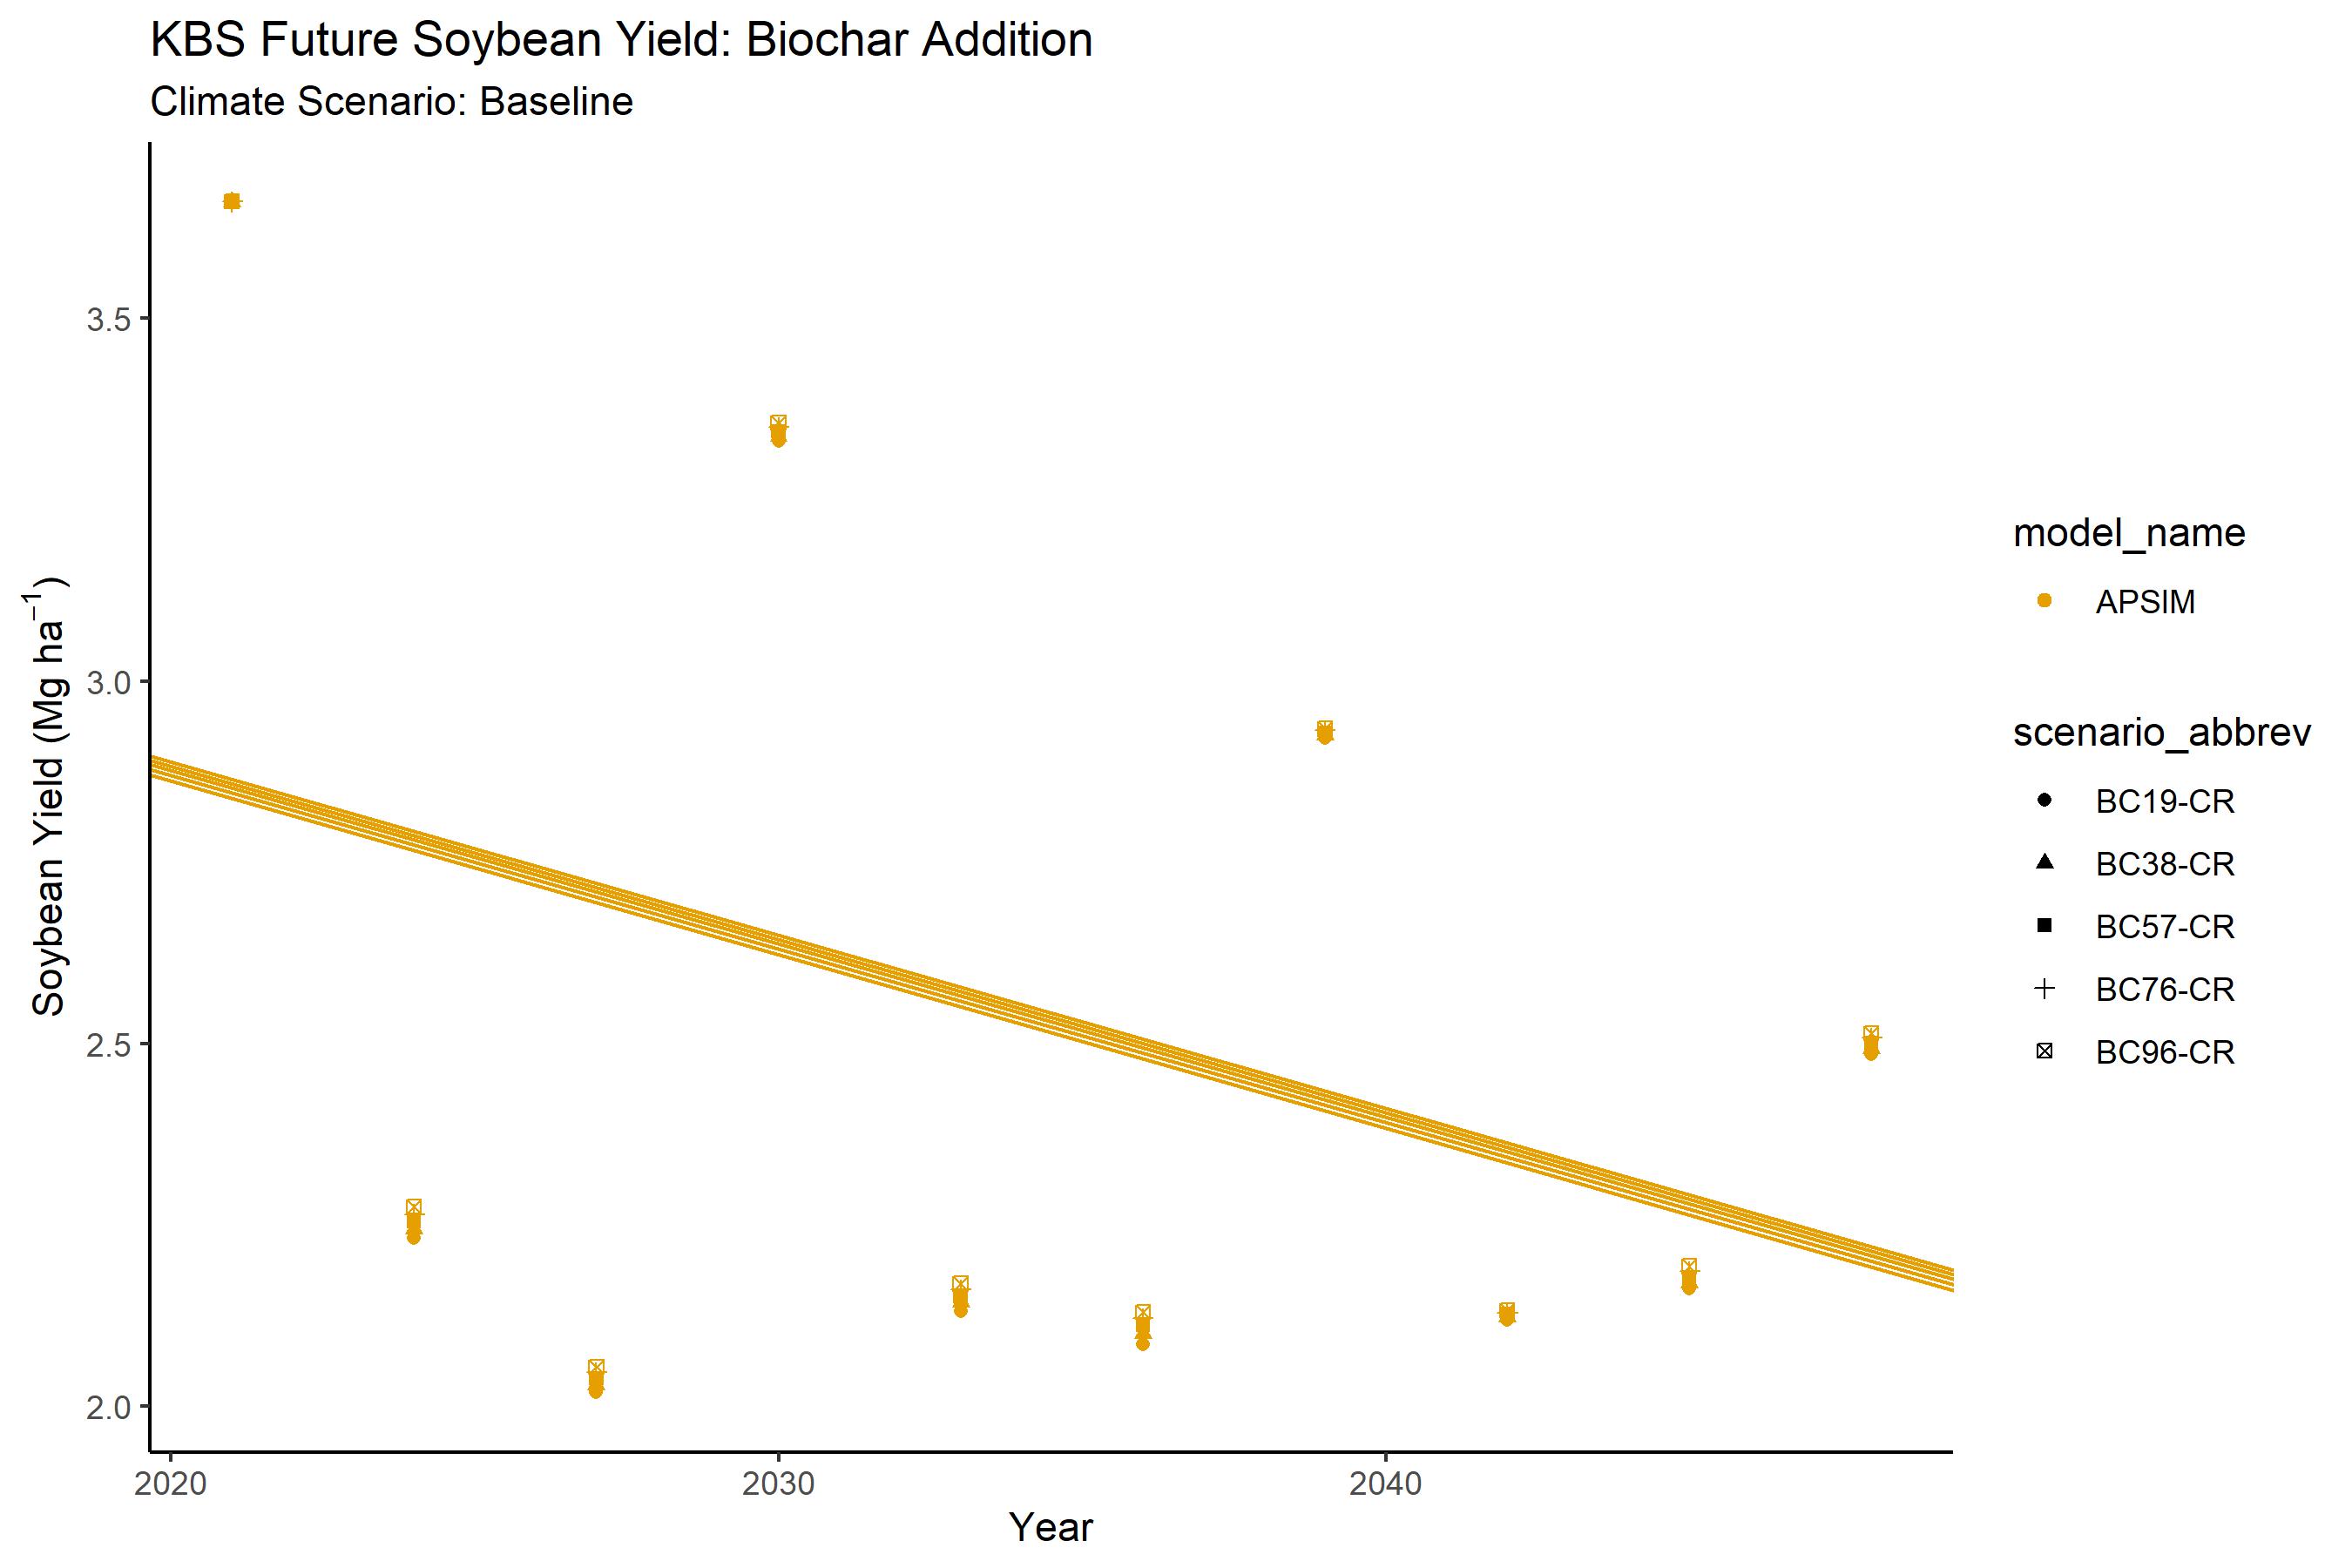 KBS Future Soybean Yield: Biochar Addition
Climate Scenario: Baseline
Soybean Yield (Mg ha⁻¹)
3.5
3.0
2.5
2.0
2020
2030
2040
Year
model_name
APSIM
scenario_abbrev
BC19-CR
BC38-CR
BC57-CR
BC76-CR
BC96-CR